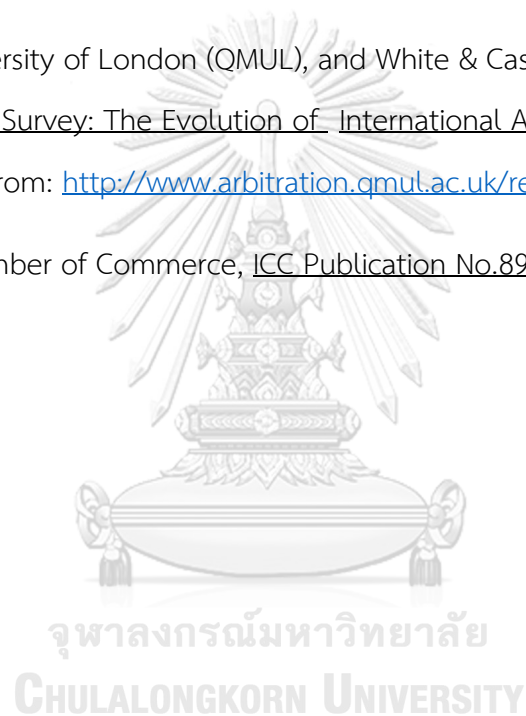 ersity of London (QMUL), and White & Cas
Survey: The Evolution of International A
rom: http://www.arbitration.qmul.ac.uk/re
nber of Commerce, ICC Publication No.89
จุฬาลงกรณ์มหาวิทยาลัย
CHULALONGKORN UNIVERSITY